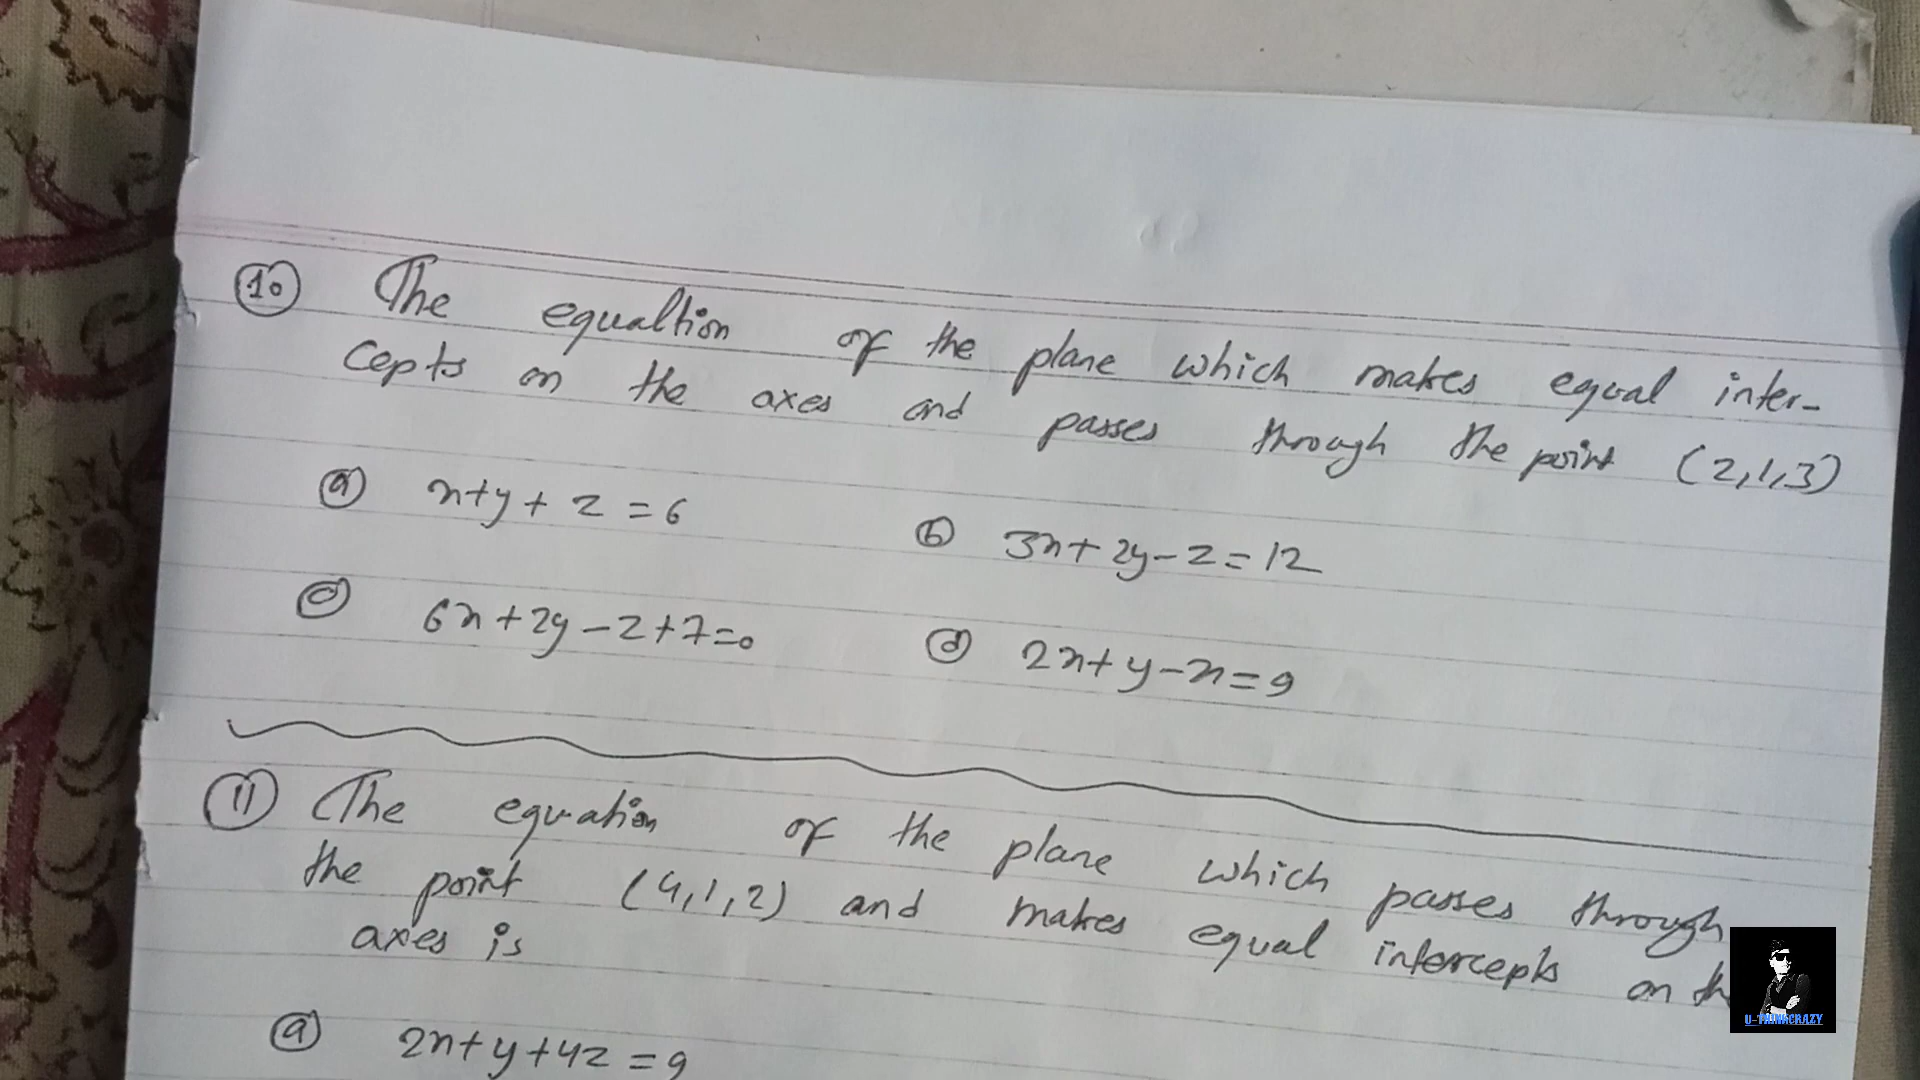 10 The equaltion of the plane which makes equal inter-
cepts on the axes and passes through the point (2,1,3)
a x+y+z=6
b 3x+2y-z=12
c 6x+2y-z+7=0
d 2x+y-x=9
11 The equation of the plane which passes through
the point (4,1,2) and makes equal intercepts on th
axes is
a 2x+y+4z=9
U-THINKCRAZY